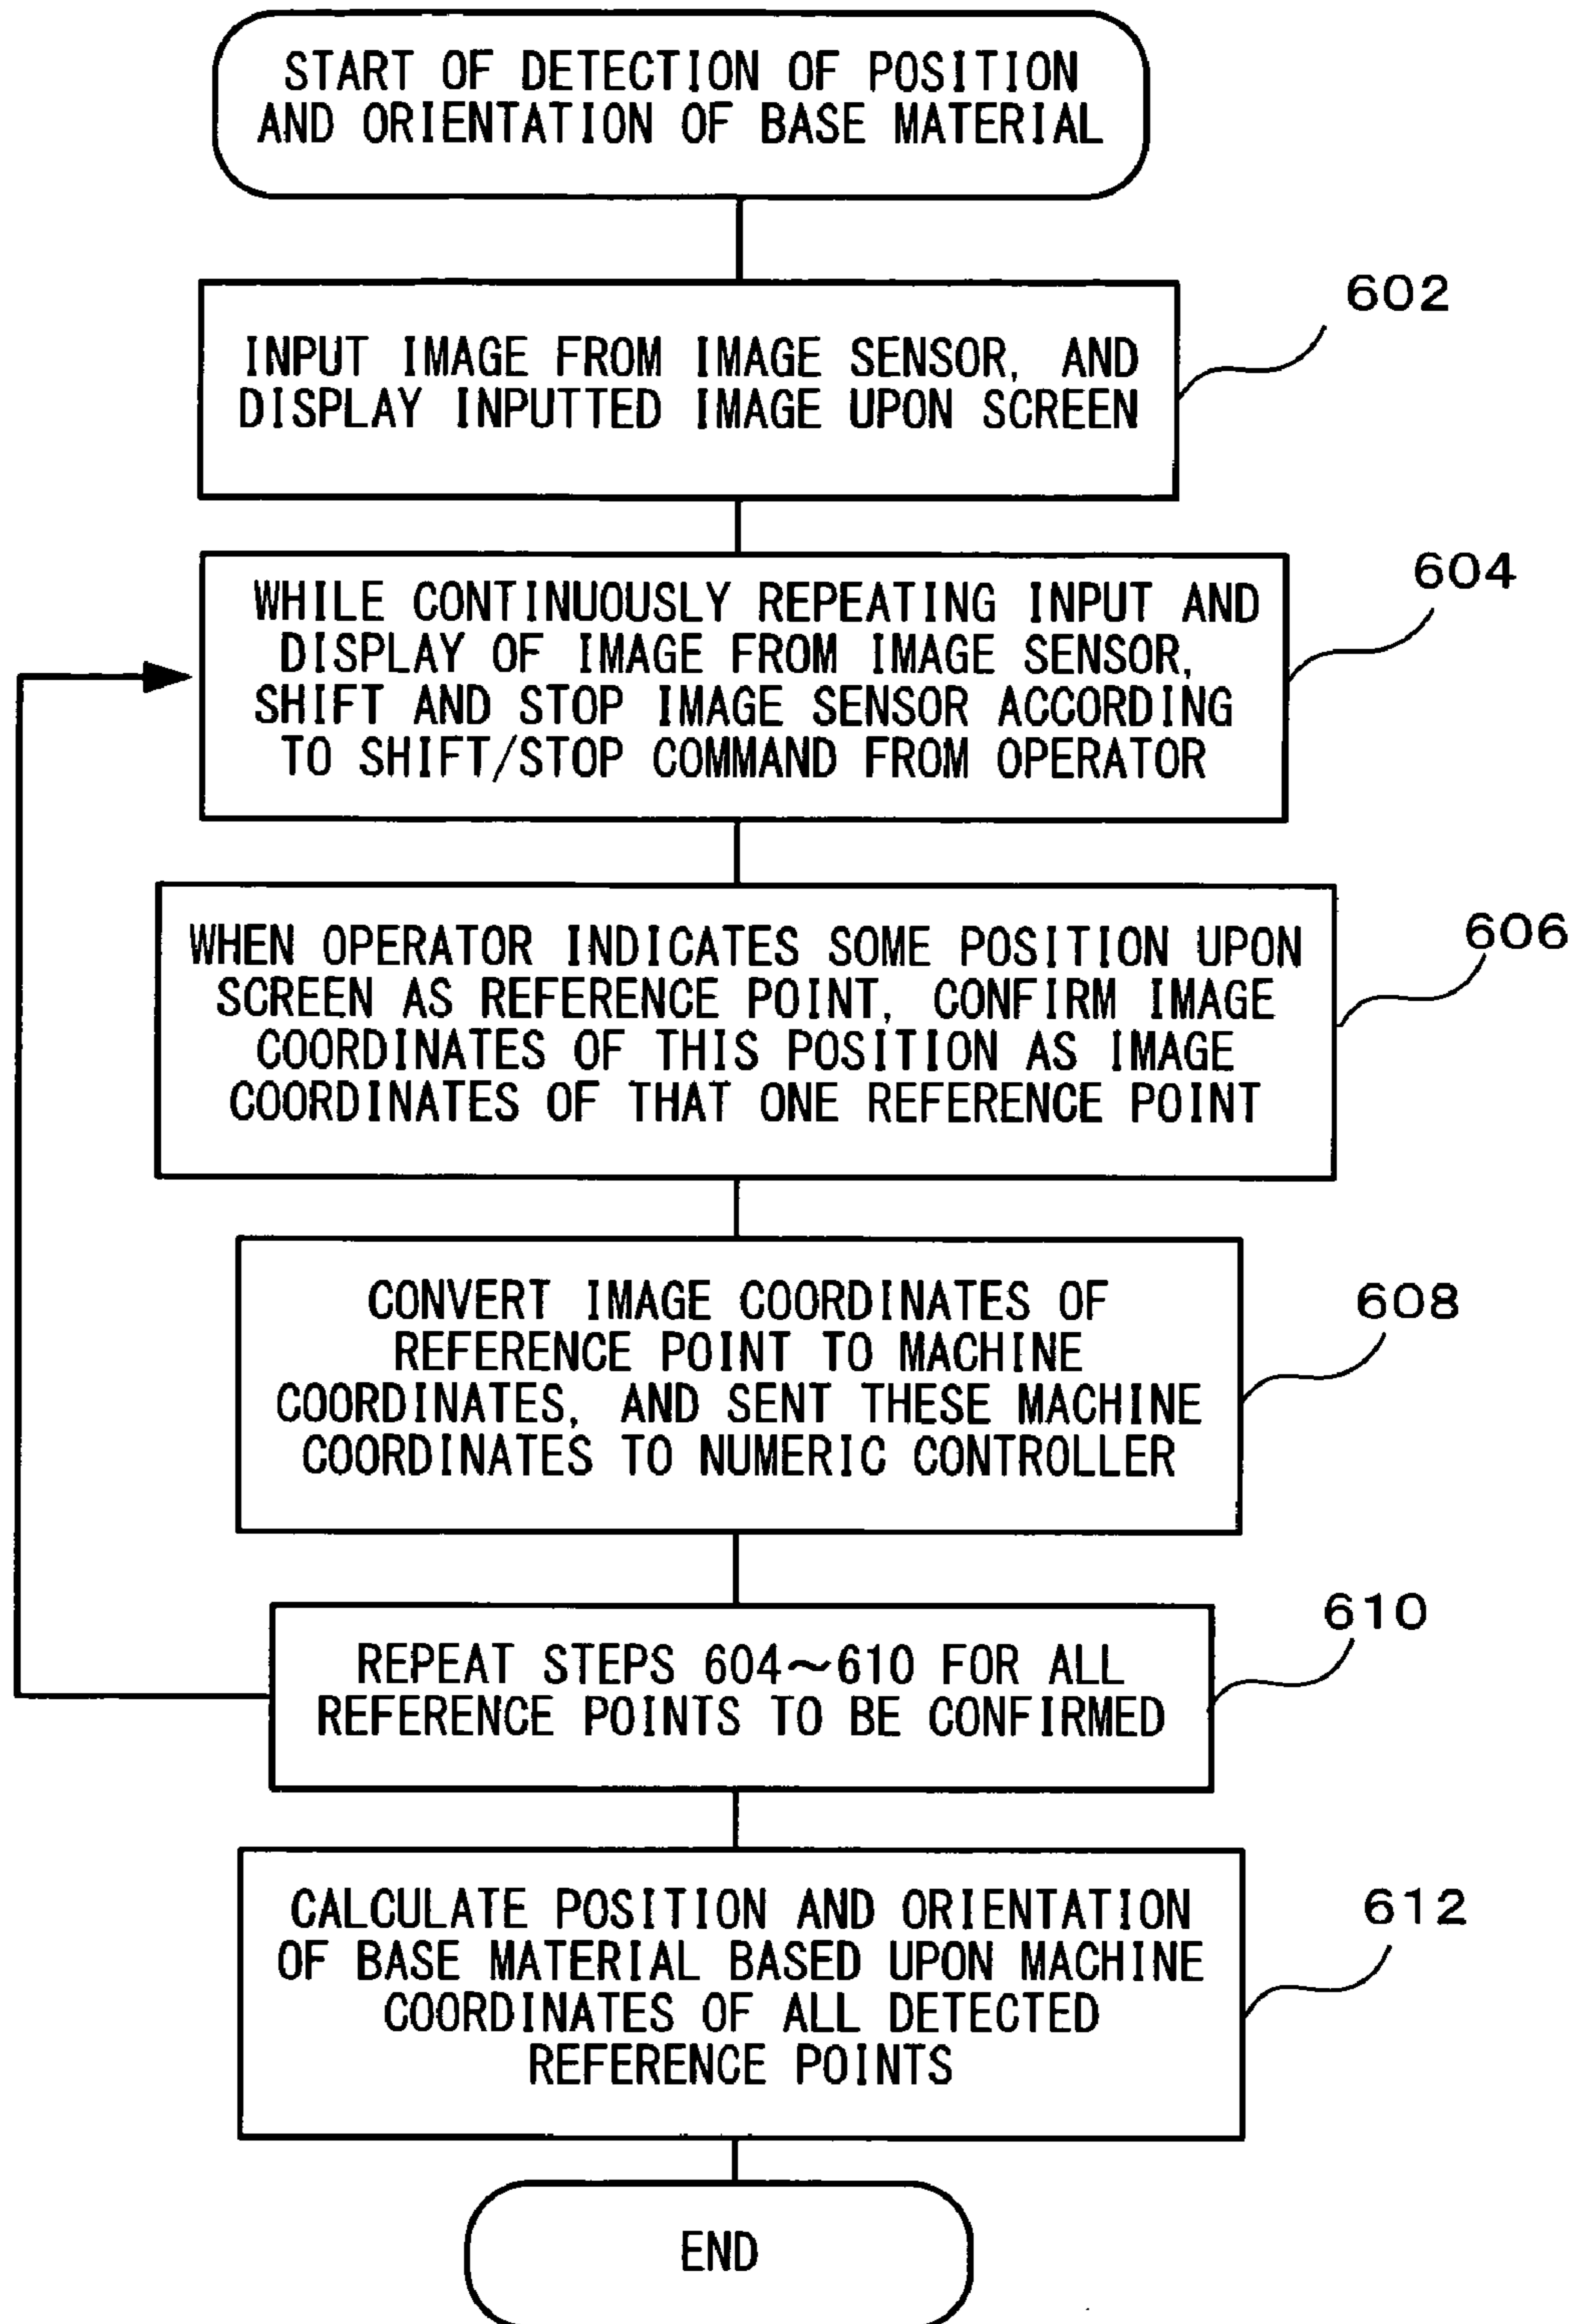 START OF DETECTION OF POSITION
AND ORIENTATION OF BASE MATERIAL
602
INPUT IMAGE FROM IMAGE SENSOR, AND
DISPLAY INPUTTED IMAGE UPON SCREEN
604
WHILE CONTINUOUSLY REPEATING INPUT AND
DISPLAY OF IMAGE FROM IMAGE SENSOR,
SHIFT AND STOP IMAGE SENSOR ACCORDING
TO SHIFT/STOP COMMAND FROM OPERATOR
606
WHEN OPERATOR INDICATES SOME POSITION UPON
SCREEN AS REFERENCE POINT, CONFIRM IMAGE
COORDINATES OF THIS POSITION AS IMAGE
COORDINATES OF THAT ONE REFERENCE POINT
608
CONVERT IMAGE COORDINATES OF
REFERENCE POINT TO MACHINE
COORDINATES, AND SENT THESE MACHINE
COORDINATES TO NUMERIC CONTROLLER
610
REPEAT STEPS 604～610 FOR ALL
REFERENCE POINTS TO BE CONFIRMED
612
CALCULATE POSITION AND ORIENTATION
OF BASE MATERIAL BASED UPON MACHINE
COORDINATES OF ALL DETECTED
REFERENCE POINTS
END